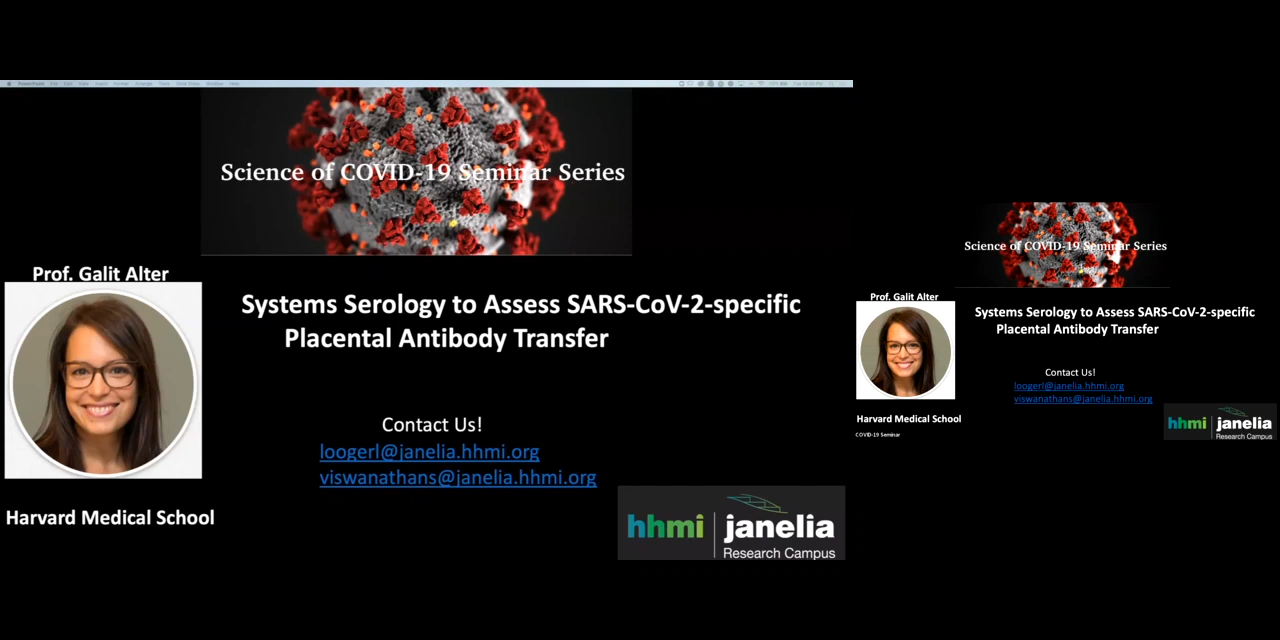 Science of COVID-19 Seminar Series
Prof. Galit Alter
Systems Serology to Assess SARS-CoV-2-specific
Placental Antibody Transfer
Contact Us!
loogerl@janelia.hhmi.org
viswanathans@janelia.hhmi.org
Harvard Medical School
hhmi | janelia
Research Campus
Science of COVID-19 Seminar Series
Prof. Galit Alter
Systems Serology to Assess SARS-CoV-2-specific
Placental Antibody Transfer
Contact Us!
loogerl@janelia.hhmi.org
viswanathans@janelia.hhmi.org
Harvard Medical School
COVID-19 Seminar
hhmi | janelia
Research Campus